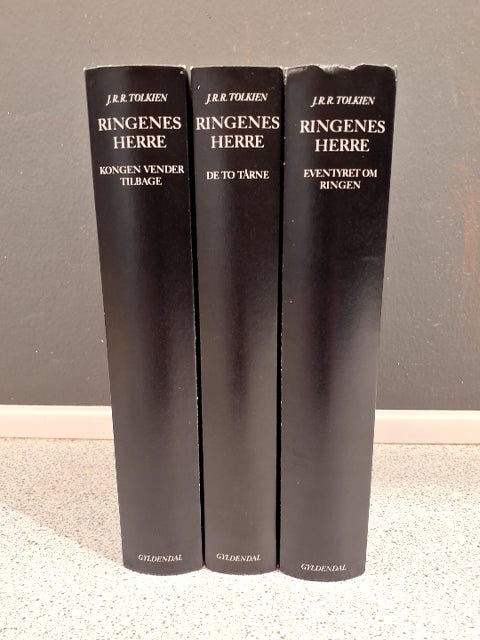 J.R.R. TOLKIEN
RINGENES
HERRE
KONGEN VENDER
TILBAGE
GYLDENDAL
J.R.R. TOLKIEN
RINGENES
HERRE
DE TO TÅRNE
GYLDENDAL
J.R.R. TOLKIEN
RINGENES
HERRE
EVENTYRET OM
RINGEN
GYLDENDAL